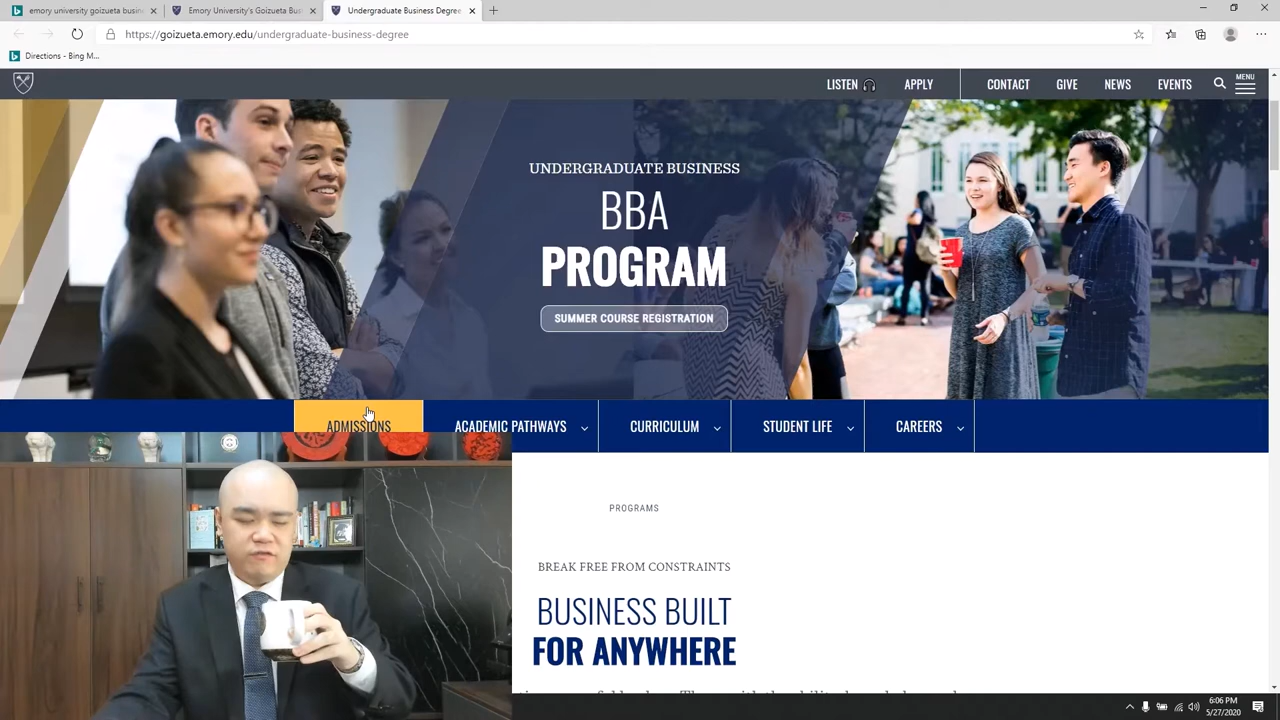 emory university goizueta busine
Emory University's Goizueta Busi
Undergraduate Business Degree
https://goizueta.emory.edu/undergraduate-business-degree
Directions - Bing M...
LISTEN
APPLY
CONTACT
GIVE
NEWS
EVENTS
MENU
UNDERGRADUATE BUSINESS
BBA
PROGRAM
SUMMER COURSE REGISTRATION
ADMISSIONS
ACADEMIC PATHWAYS
CURRICULUM
STUDENT LIFE
CAREERS
PROGRAMS
BREAK FREE FROM CONSTRAINTS
BUSINESS BUILT
FOR ANYWHERE
6:06 PM
5/27/2020